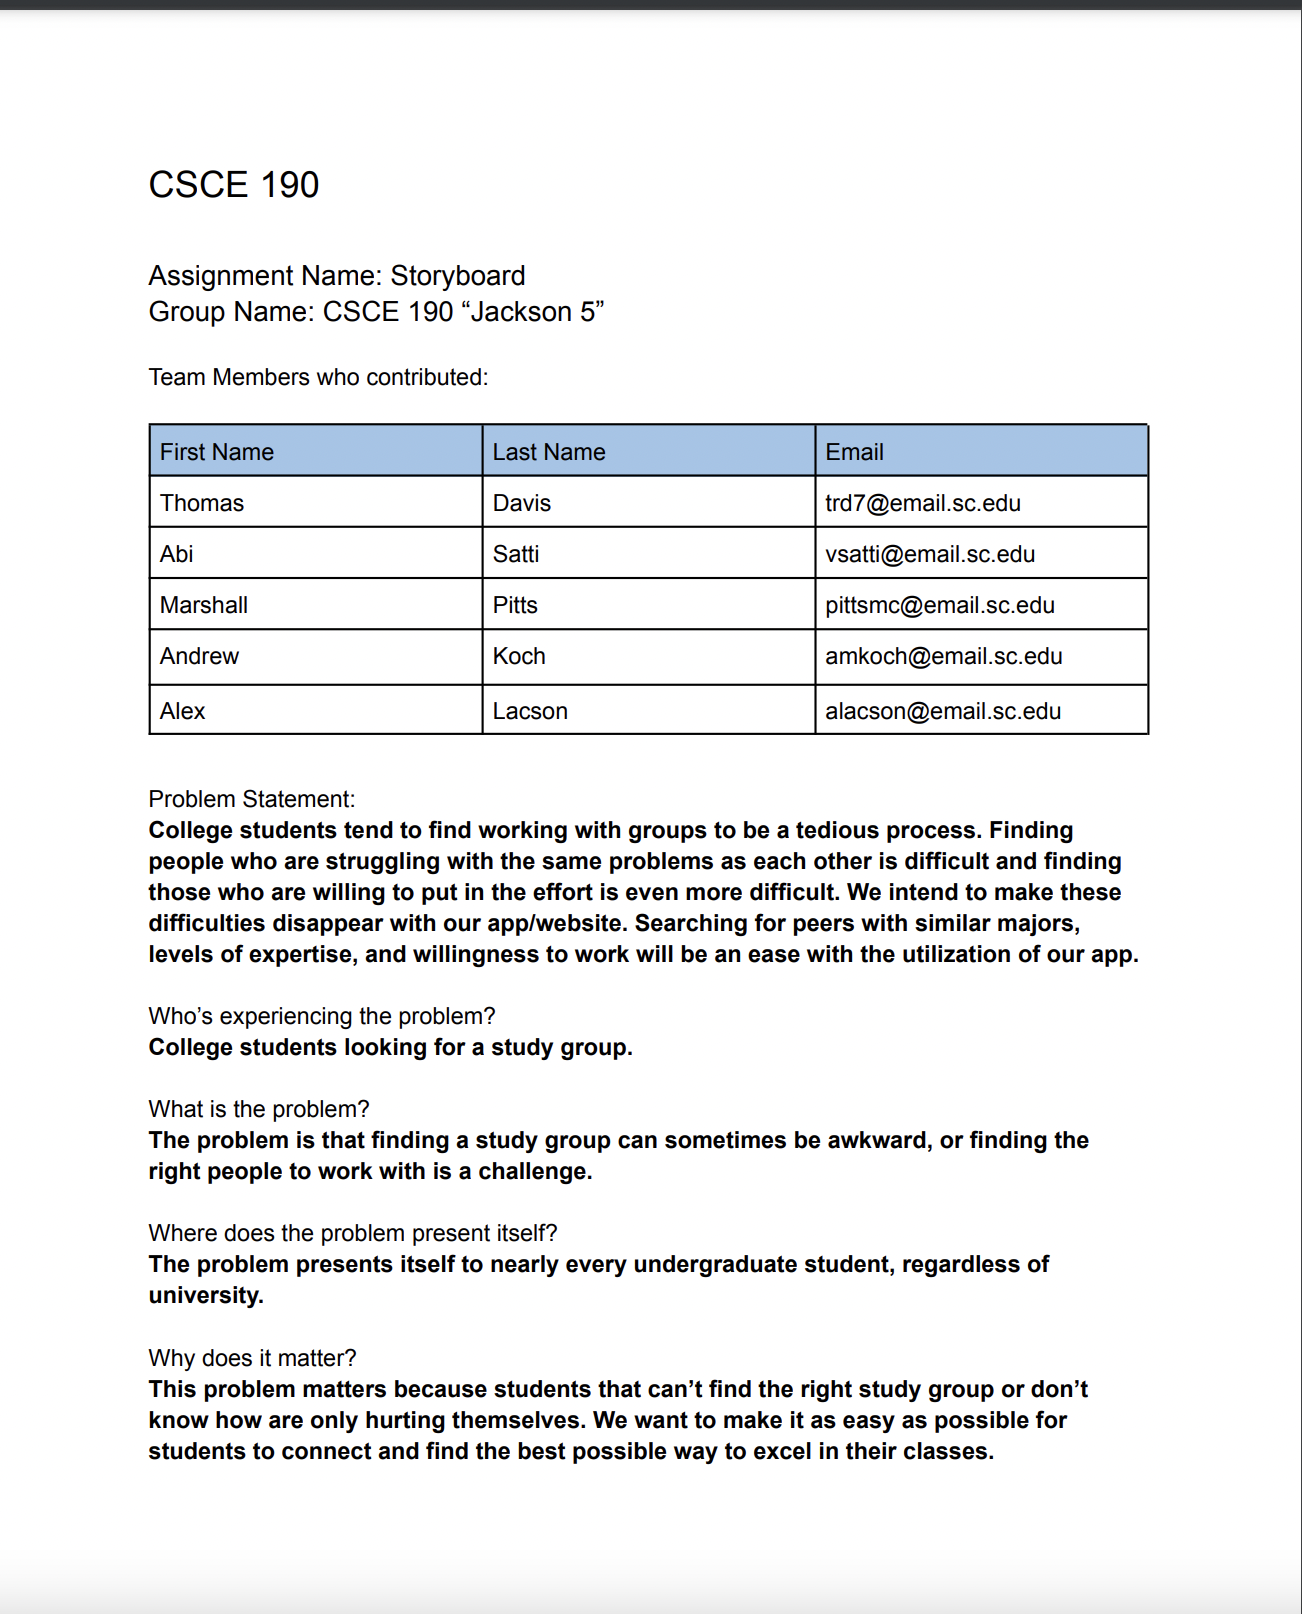 CSCE 190
Assignment Name: Storyboard
Group Name: CSCE 190 “Jackson 5”
Team Members who contributed:
First Name Last Name Email
Thomas Davis trd7@email.sc.edu
Abi Satti vsatti@email.sc.edu
Marshall Pitts pittsmc@email.sc.edu
Andrew Koch amkoch@email.sc.edu
Alex Lacson alacson@email.sc.edu
Problem Statement:
College students tend to find working with groups to be a tedious process. Finding
people who are struggling with the same problems as each other is difficult and finding
those who are willing to put in the effort is even more difficult. We intend to make these
difficulties disappear with our app/website. Searching for peers with similar majors,
levels of expertise, and willingness to work will be an ease with the utilization of our app.
Who’s experiencing the problem?
College students looking for a study group.
What is the problem?
The problem is that finding a study group can sometimes be awkward, or finding the
right people to work with is a challenge.
Where does the problem present itself?
The problem presents itself to nearly every undergraduate student, regardless of
university.
Why does it matter?
This problem matters because students that can’t find the right study group or don’t
know how are only hurting themselves. We want to make it as easy as possible for
students to connect and find the best possible way to excel in their classes.